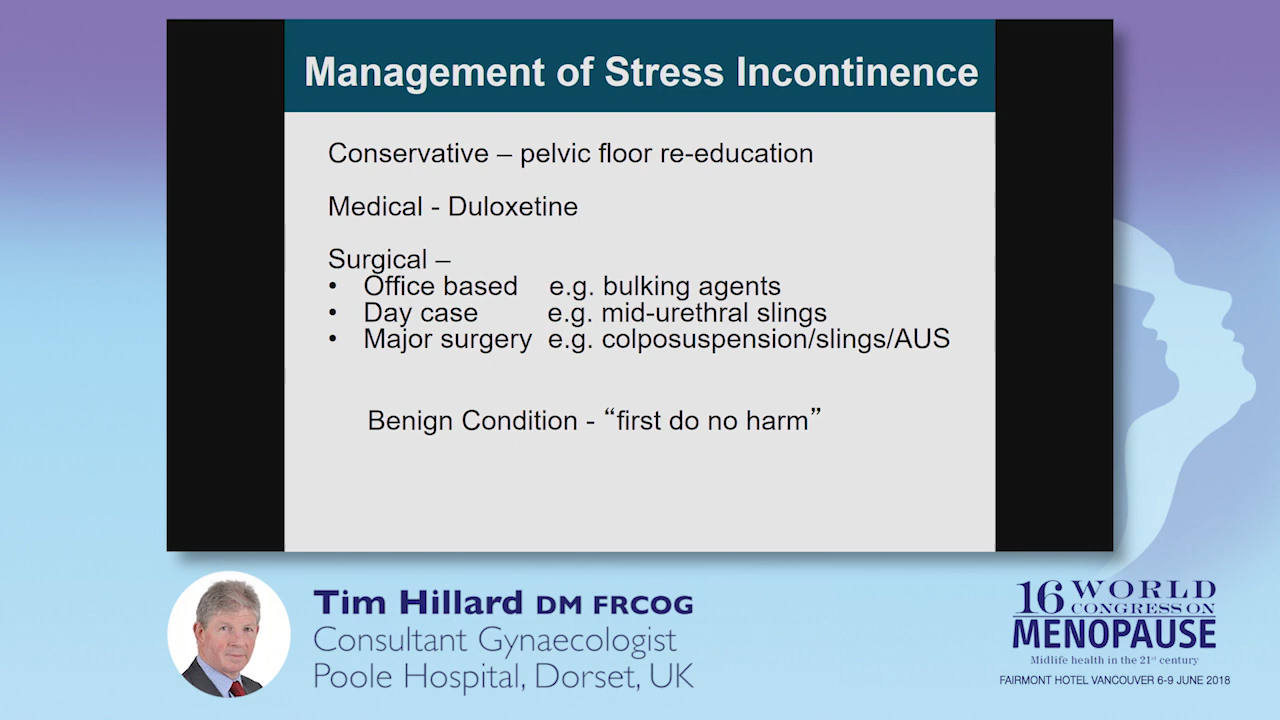 Management of Stress Incontinence
Conservative – pelvic floor re-education
Medical - Duloxetine
Surgical –
• Office based e.g. bulking agents
• Day case e.g. mid-urethral slings
• Major surgery e.g. colposuspension/slings/AUS
Benign Condition - “first do no harm”
Tim Hillard DM FRCOG
Consultant Gynaecologist
Poole Hospital, Dorset, UK
16 WORLD
CONGRESS ON
MENOPAUSE
Midlife health in the 21st century
FAIRMONT HOTEL VANCOUVER 6-9 JUNE 2018